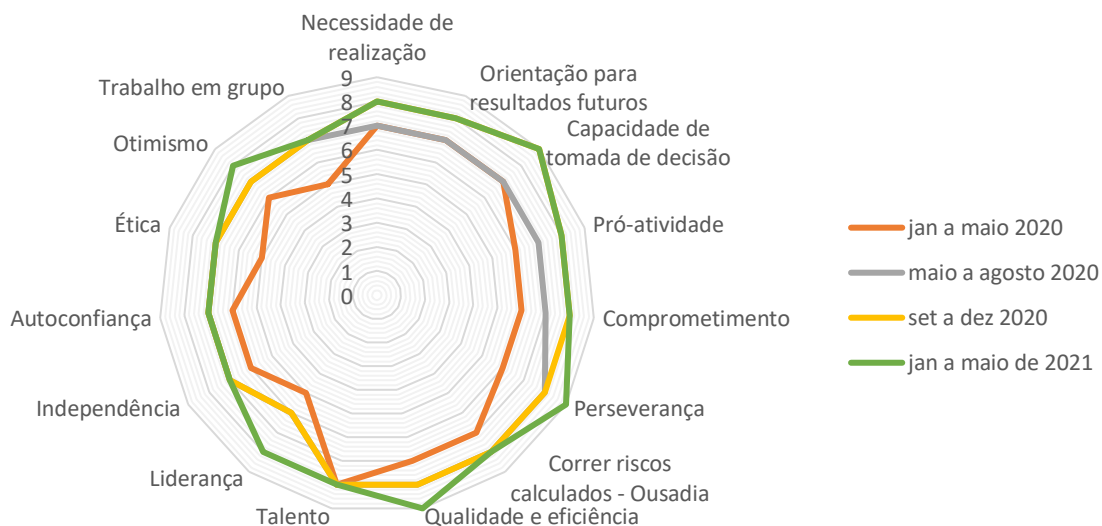 Necessidade de
realização
Orientação para
resultados futuros
Capacidade de
tomada de decisão
Pró-atividade
Comprometimento
Perseverança
Correr riscos
calculados - Ousadia
Qualidade e eficiência
Talento
Liderança
Independência
Autoconfiança
Ética
Otimismo
Trabalho em grupo
9
8
7
6
5
4
3
2
1
0
jan a maio 2020
maio a agosto 2020
set a dez 2020
jan a maio de 2021